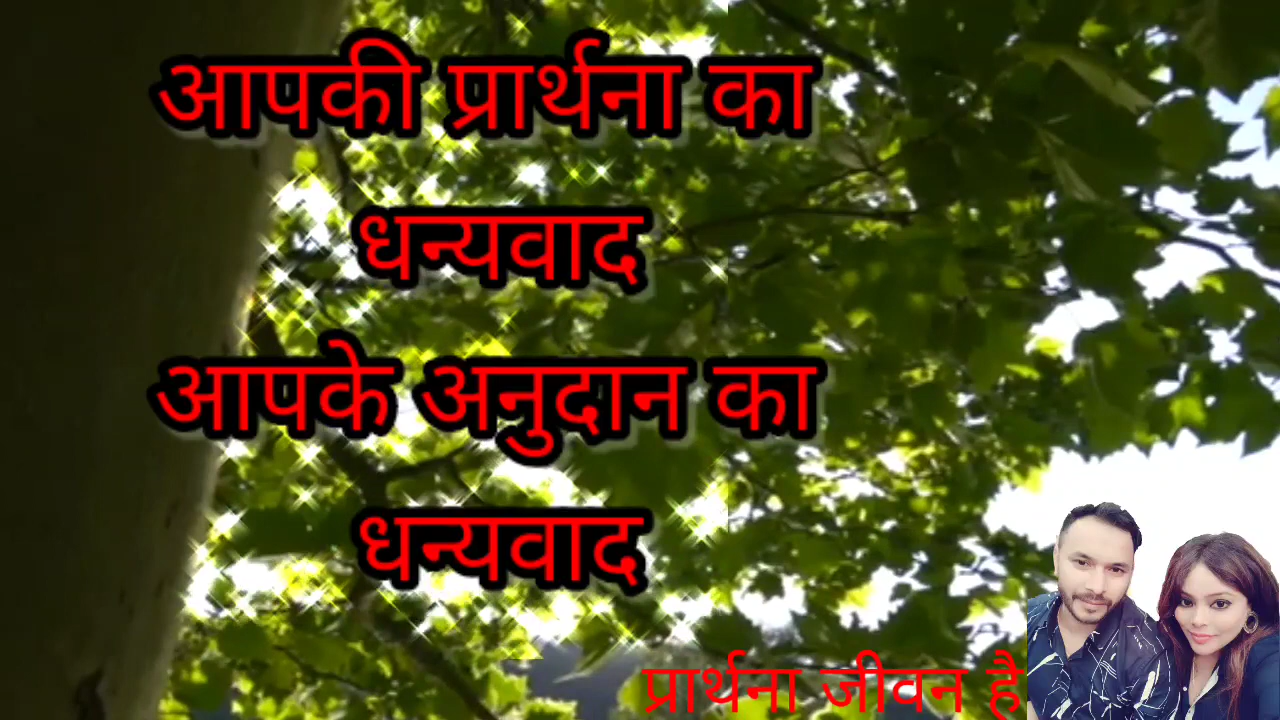 आपकी प्रार्थना का
धन्यवाद
आपके अनुदान का
धन्यवाद
प्रार्थना जीवन है